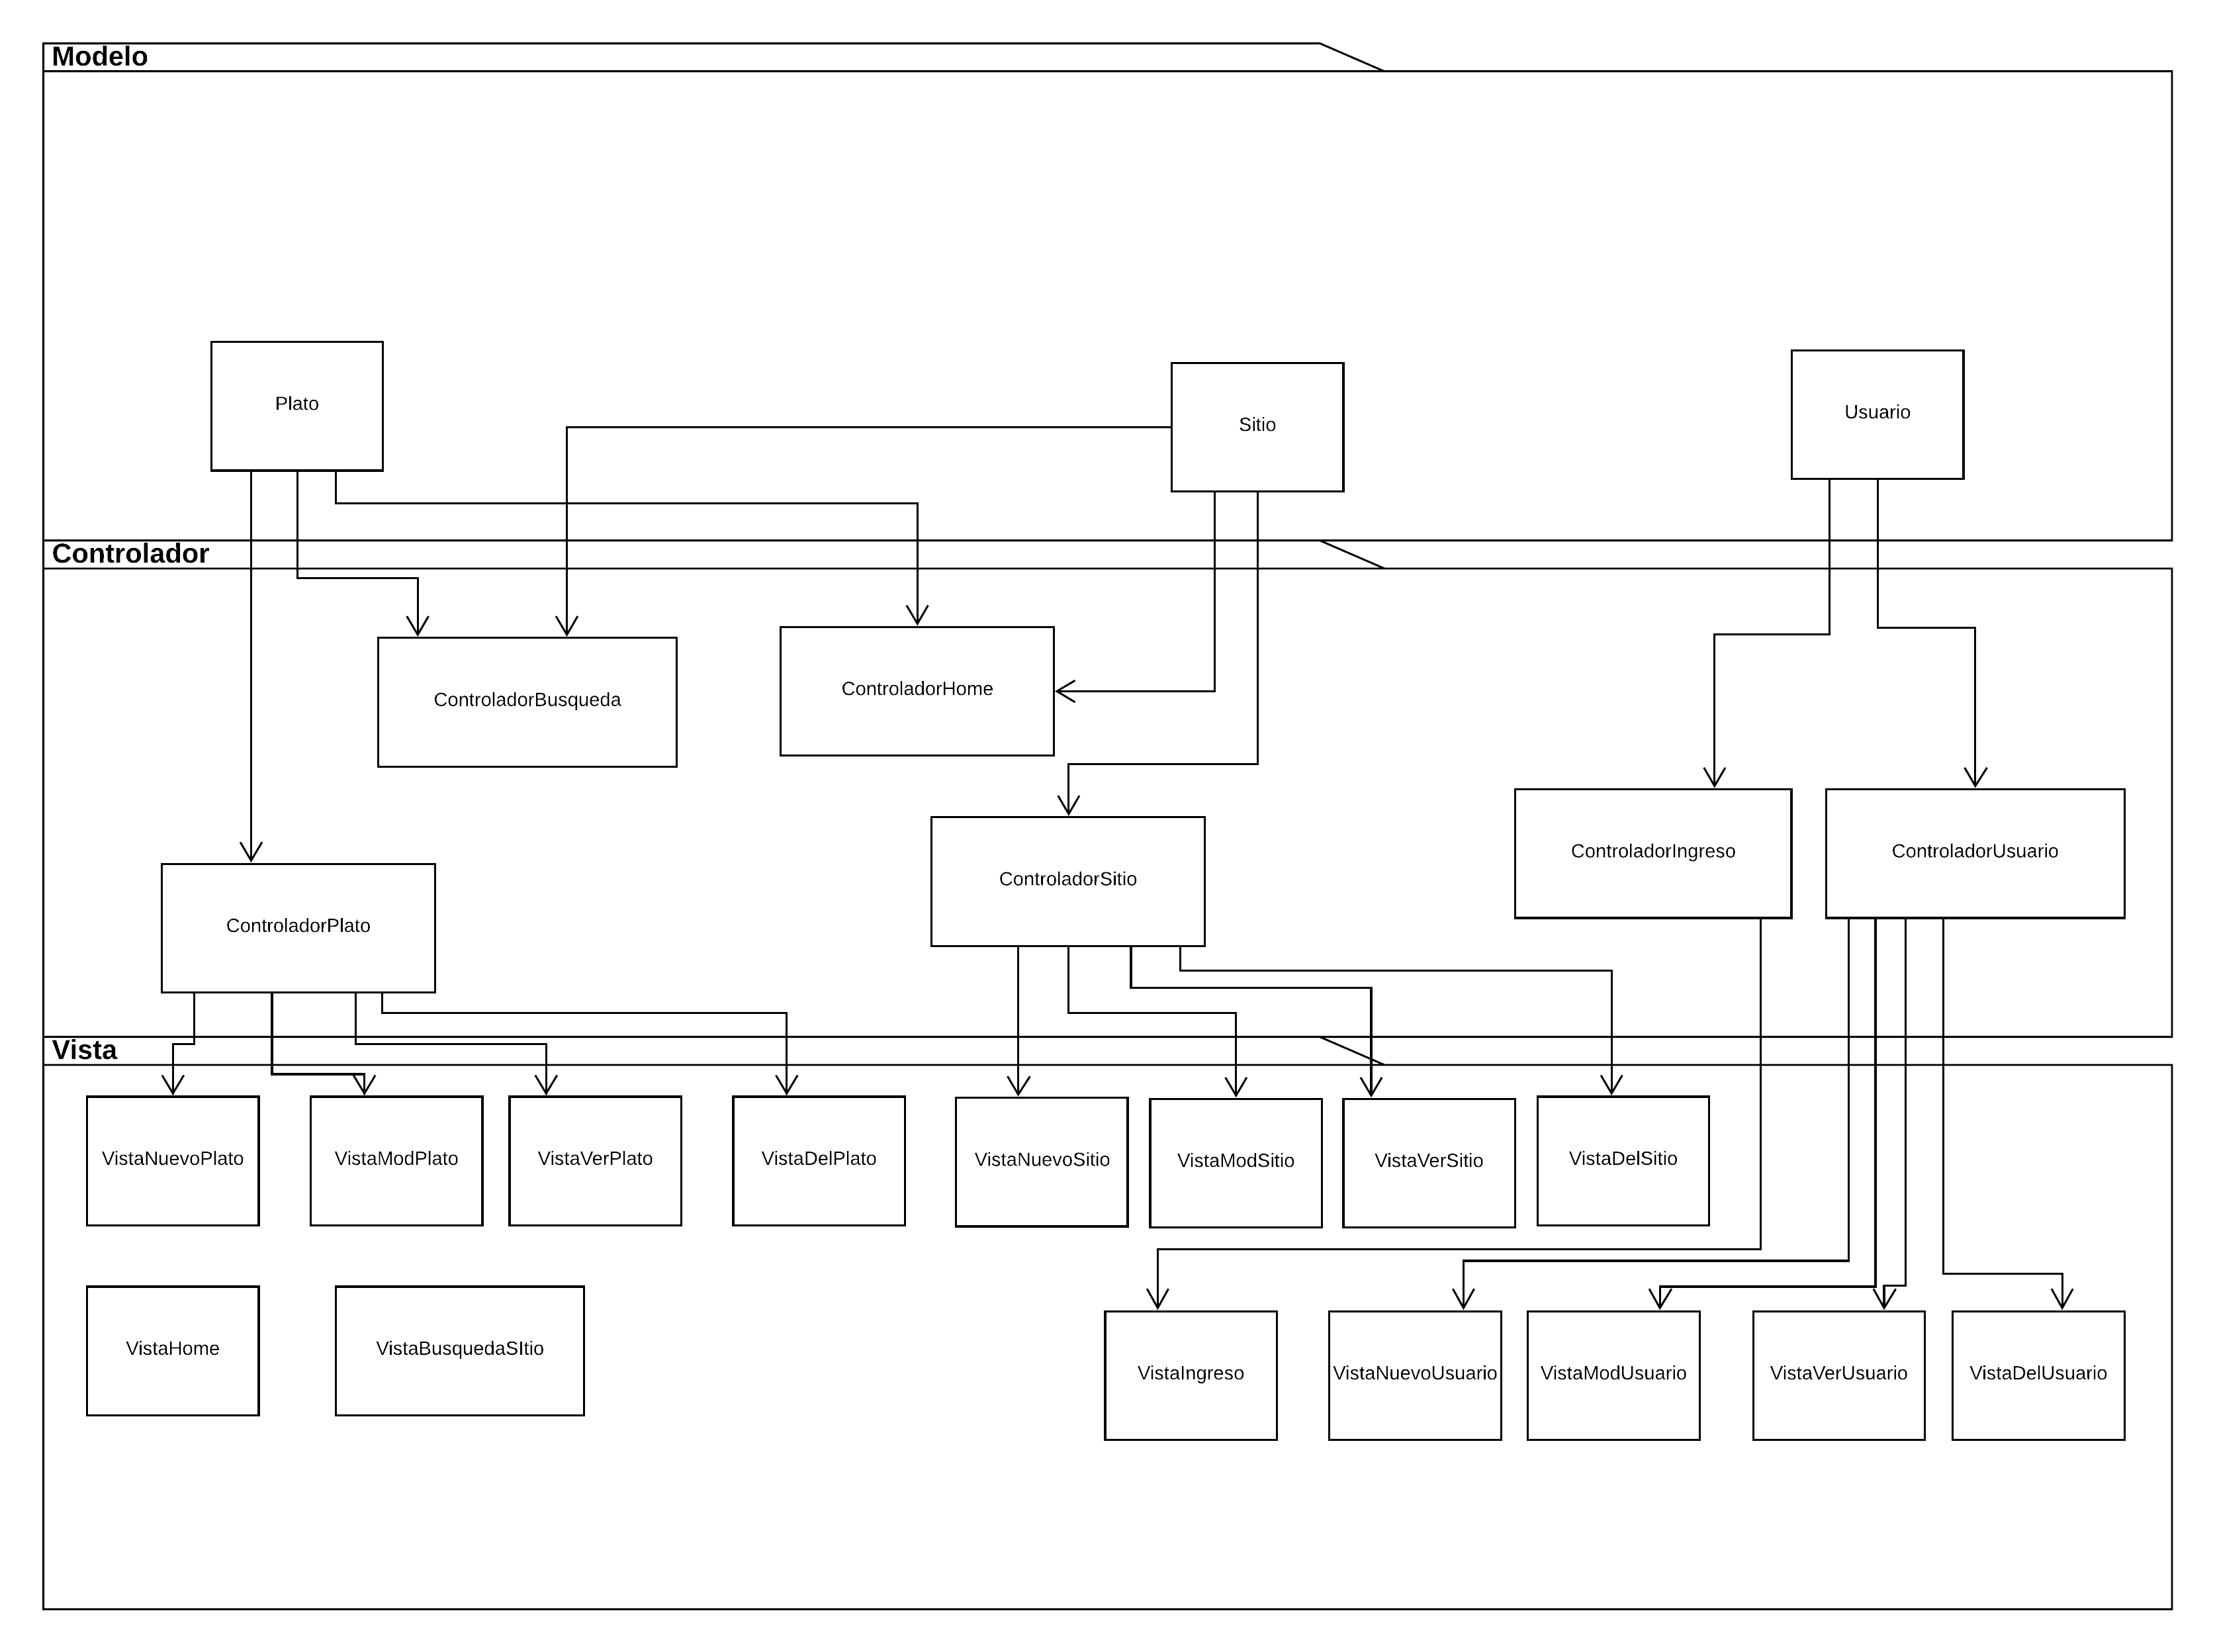 Modelo
Plato
Sitio
Usuario
Controlador
ControladorBusqueda
ControladorHome
ControladorIngreso
ControladorUsuario
ControladorSitio
ControladorPlato
Vista
VistaNuevoPlato
VistaModPlato
VistaVerPlato
VistaDelPlato
VistaNuevoSitio
VistaModSitio
VistaVerSitio
VistaDelSitio
VistaHome
VistaBusquedaSItio
VistaIngreso
VistaNuevoUsuario
VistaModUsuario
VistaVerUsuario
VistaDelUsuario